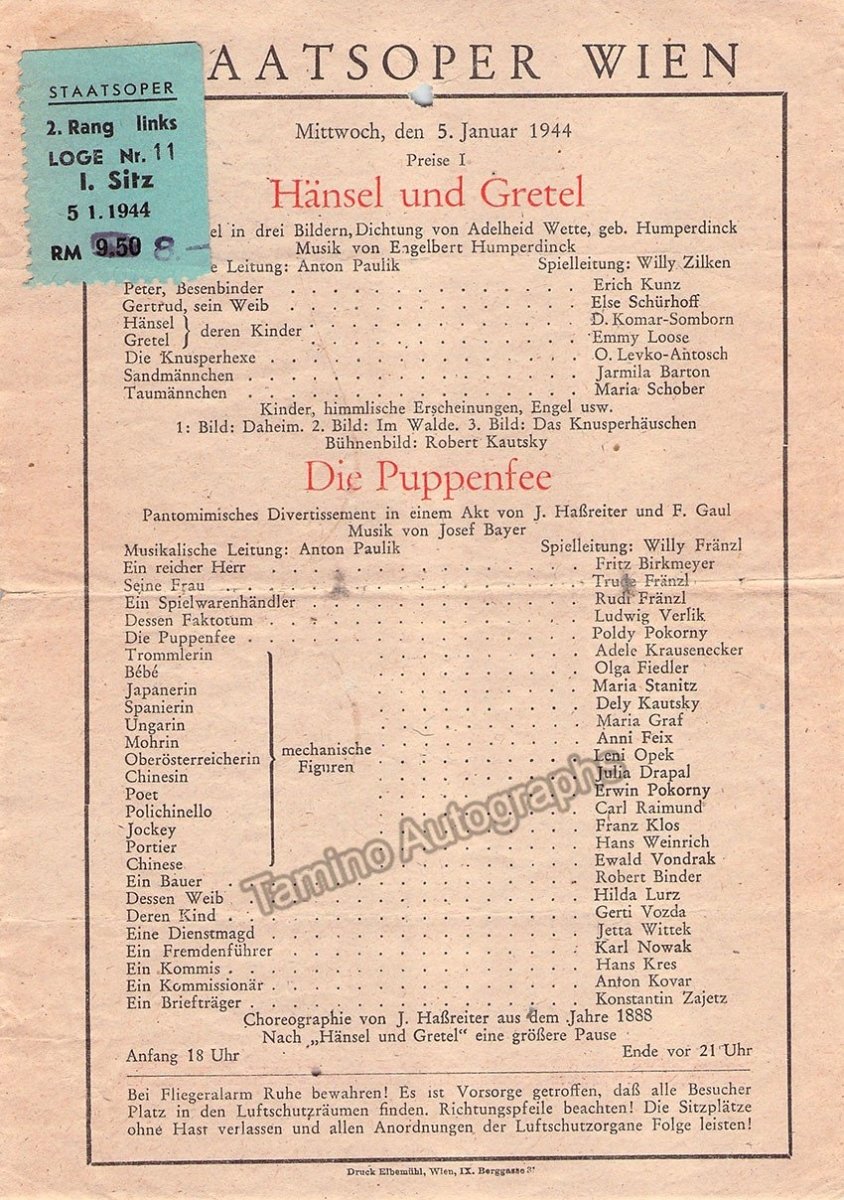 STAATSOPER
2. Rang links
LOGE Nr. 11
I. Sitz
5 1. 1944
RM 9.50 8.—
AATSOPER WIEN
Mittwoch, den 5. Januar 1944
Preise I
Hänsel und Gretel
el in drei Bildern, Dichtung von Adelheid Wette, geb. Humperdinck
Musik von Engelbert Humperdinck
e Leitung: Anton Paulik Spielleitung: Willy Zilken
Peter, Besenbinder . . . . . . . . . . . . Erich Kunz
Gertrud, sein Weib . . . . . . . . . . . . Else Schürhoff
Hänsel } deren Kinder . . . . . . . . . . D. Komar-Somborn
Gretel } Emmy Loose
Die Knusperhexe . . . . . . . . . . . . O. Levko-Antosch
Sandmännchen . . . . . . . . . . . . Jarmila Barton
Taumännchen . . . . . . . . . . . . Maria Schober
Kinder, himmlische Erscheinungen, Engel usw.
1: Bild: Daheim. 2. Bild: Im Walde. 3. Bild: Das Knusperhäuschen
Bühnenbild: Robert Kautsky
Die Puppenfee
Pantomimisches Divertissement in einem Akt von J. Haßreiter und F. Gaul
Musik von Josef Bayer
Musikalische Leitung: Anton Paulik Spielleitung: Willy Fränzl
Ein reicher Herr . . . . . . . . . . . . Fritz Birkmeyer
Seine Frau . . . . . . . . . . . . Trude Fränzl
Ein Spielwarenhändler . . . . . . . . . . . . Rudi Fränzl
Dessen Faktotum . . . . . . . . . . . . Ludwig Verlik
Die Puppenfee . . . . . . . . . . . . Poldy Pokorny
Trommlerin . . . . . . Adele Krausenecker
Bébé . . . . . . Olga Fiedler
Japanerin . . . . . . Maria Stanitz
Spanierin . . . . . . Dely Kautsky
Ungarin . . . . . . Maria Graf
Mohrin . . . . . . Anni Feix
Oberösterreicherin } mechanische Figuren . . . . . . Leni Opek
Chinesin . . . . . . Julia Drapal
Poet . . . . . . Erwin Pokorny
Polichinello . . . . . . Carl Raimund
Jockey . . . . . . Franz Klos
Portier . . . . . . Hans Weinrich
Chinese . . . . . . Ewald Vondrak
Ein Bauer . . . . . . . . . . . . Robert Binder
Dessen Weib . . . . . . . . . . . . Hilda Lurz
Deren Kind . . . . . . . . . . . . Gerti Vozda
Eine Dienstmagd . . . . . . . . . . . . Jetta Wittek
Ein Fremdenführer . . . . . . . . . . . . Karl Nowak
Ein Kommis . . . . . . . . . . . . Hans Kres
Ein Kommissionär . . . . . . . . . . . . Anton Kovar
Ein Briefträger . . . . . . . . . . . . Konstantin Zajetz
Choreographie von J. Haßreiter aus dem Jahre 1888
Nach „Hänsel und Gretel“ eine größere Pause
Anfang 18 Uhr Ende vor 21 Uhr
Bei Fliegeralarm Ruhe bewahren! Es ist Vorsorge getroffen, daß alle Besucher
Platz in den Luftschutzräumen finden. Richtungspfeile beachten! Die Sitzplätze
ohne Hast verlassen und allen Anordnungen der Luftschutzorgane Folge leisten!
Druck Elbemühl, Wien, IX. Berggasse
Tamino Autographs